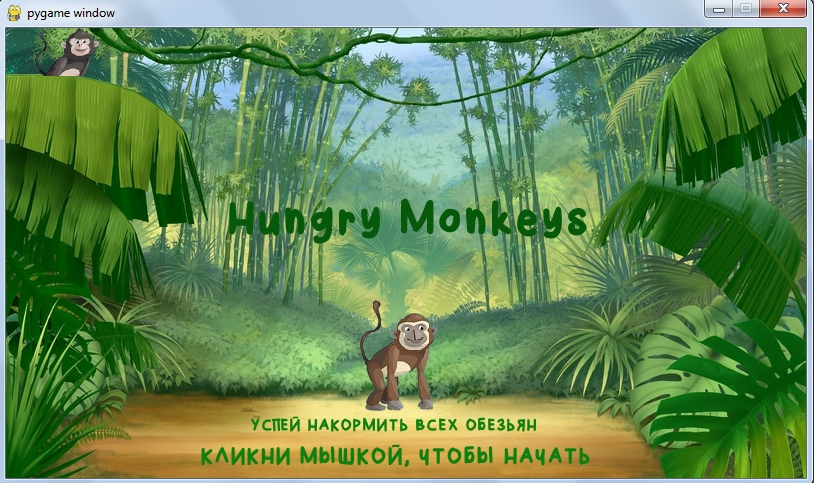 pygame window
Hungry Monkeys
УСПЕЙ НАКОРМИТЬ ВСЕХ ОБЕЗЬЯН
КЛИКНИ МЫШКОЙ, ЧТОБЫ НАЧАТЬ